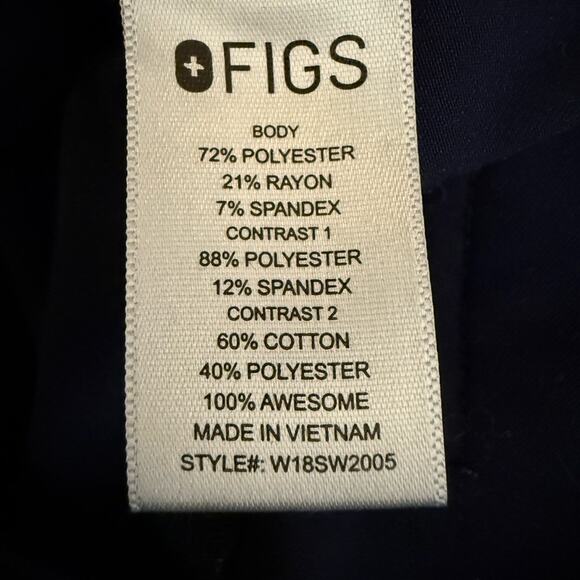 FIGS
BODY
72% POLYESTER
21% RAYON
7% SPANDEX
CONTRAST 1
88% POLYESTER
12% SPANDEX
CONTRAST 2
60% COTTON
40% POLYESTER
100% AWESOME
MADE IN VIETNAM
STYLE#: W18SW2005